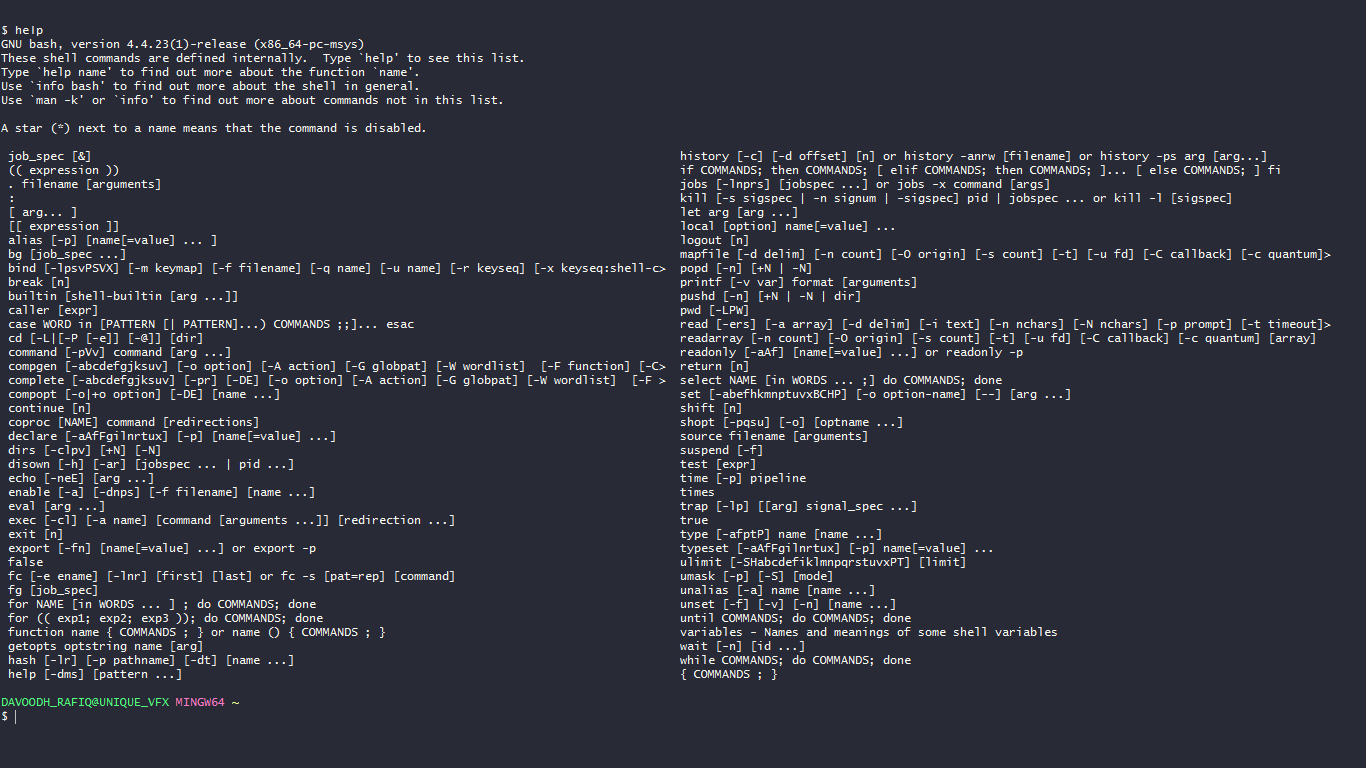 $ help
GNU bash, version 4.4.23(1)-release (x86_64-pc-msys)
These shell commands are defined internally.  Type `help' to see this list.
Type `help name' to find out more about the function `name'.
Use `info bash' to find out more about the shell in general.
Use `man -k' or `info' to find out more about commands not in this list.
A star (*) next to a name means that the command is disabled.
job_spec [&]
(( expression ))
. filename [arguments]
:
[ arg... ]
[[ expression ]]
alias [-p] [name[=value] ... ]
bg [job_spec ...]
bind [-lpsvPSVX] [-m keymap] [-f filename] [-q name] [-u name] [-r keyseq] [-x keyseq:shell-c>
break [n]
builtin [shell-builtin [arg ...]]
caller [expr]
case WORD in [PATTERN [| PATTERN]...) COMMANDS ;;]... esac
cd [-L|[-P [-e]] [-@]] [dir]
command [-pVv] command [arg ...]
compgen [-abcdefgjksuv] [-o option] [-A action] [-G globpat] [-W wordlist]  [-F function] [-C>
complete [-abcdefgjksuv] [-pr] [-DE] [-o option] [-A action] [-G globpat] [-W wordlist]  [-F >
compopt [-o|+o option] [-DE] [name ...]
continue [n]
coproc [NAME] command [redirections]
declare [-aAfFgilnrtux] [-p] [name[=value] ...]
dirs [-clpv] [+N] [-N]
disown [-h] [-ar] [jobspec ... | pid ...]
echo [-neE] [arg ...]
enable [-a] [-dnps] [-f filename] [name ...]
eval [arg ...]
exec [-cl] [-a name] [command [arguments ...]] [redirection ...]
exit [n]
export [-fn] [name[=value] ...] or export -p
false
fc [-e ename] [-lnr] [first] [last] or fc -s [pat=rep] [command]
fg [job_spec]
for NAME [in WORDS ... ] ; do COMMANDS; done
for (( exp1; exp2; exp3 )); do COMMANDS; done
function name { COMMANDS ; } or name () { COMMANDS ; }
getopts optstring name [arg]
hash [-lr] [-p pathname] [-dt] [name ...]
help [-dms] [pattern ...]
history [-c] [-d offset] [n] or history -anrw [filename] or history -ps arg [arg...]
if COMMANDS; then COMMANDS; [ elif COMMANDS; then COMMANDS; ]... [ else COMMANDS; ] fi
jobs [-lnprs] [jobspec ...] or jobs -x command [args]
kill [-s sigspec | -n signum | -sigspec] pid | jobspec ... or kill -l [sigspec]
let arg [arg ...]
local [option] name[=value] ...
logout [n]
mapfile [-d delim] [-n count] [-O origin] [-s count] [-t] [-u fd] [-C callback] [-c quantum]>
popd [-n] [+N | -N]
printf [-v var] format [arguments]
pushd [-n] [+N | -N | dir]
pwd [-LPW]
read [-ers] [-a array] [-d delim] [-i text] [-n nchars] [-N nchars] [-p prompt] [-t timeout]>
readarray [-n count] [-O origin] [-s count] [-t] [-u fd] [-C callback] [-c quantum] [array]
readonly [-aAf] [name[=value] ...] or readonly -p
return [n]
select NAME [in WORDS ... ;] do COMMANDS; done
set [-abefhkmnptuvxBCHP] [-o option-name] [--] [arg ...]
shift [n]
shopt [-pqsu] [-o] [optname ...]
source filename [arguments]
suspend [-f]
test [expr]
time [-p] pipeline
times
trap [-lp] [[arg] signal_spec ...]
true
type [-afptP] name [name ...]
typeset [-aAfFgilnrtux] [-p] name[=value] ...
ulimit [-SHabcdefiklmnpqrstuvxPT] [limit]
umask [-p] [-S] [mode]
unalias [-a] name [name ...]
unset [-f] [-v] [-n] [name ...]
until COMMANDS; do COMMANDS; done
variables - Names and meanings of some shell variables
wait [-n] [id ...]
while COMMANDS; do COMMANDS; done
{ COMMANDS ; }
DAVOODH_RAFIQ@UNIQUE_VFX MINGW64 ~
$